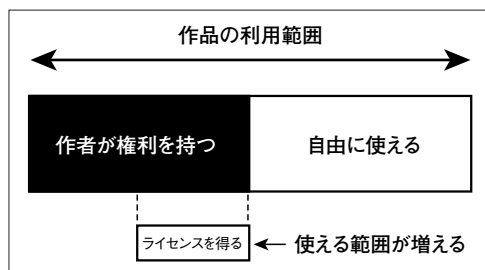 作品の利用範囲
作者が権利を持つ
自由に使える
ライセンスを得る
使える範囲が増える